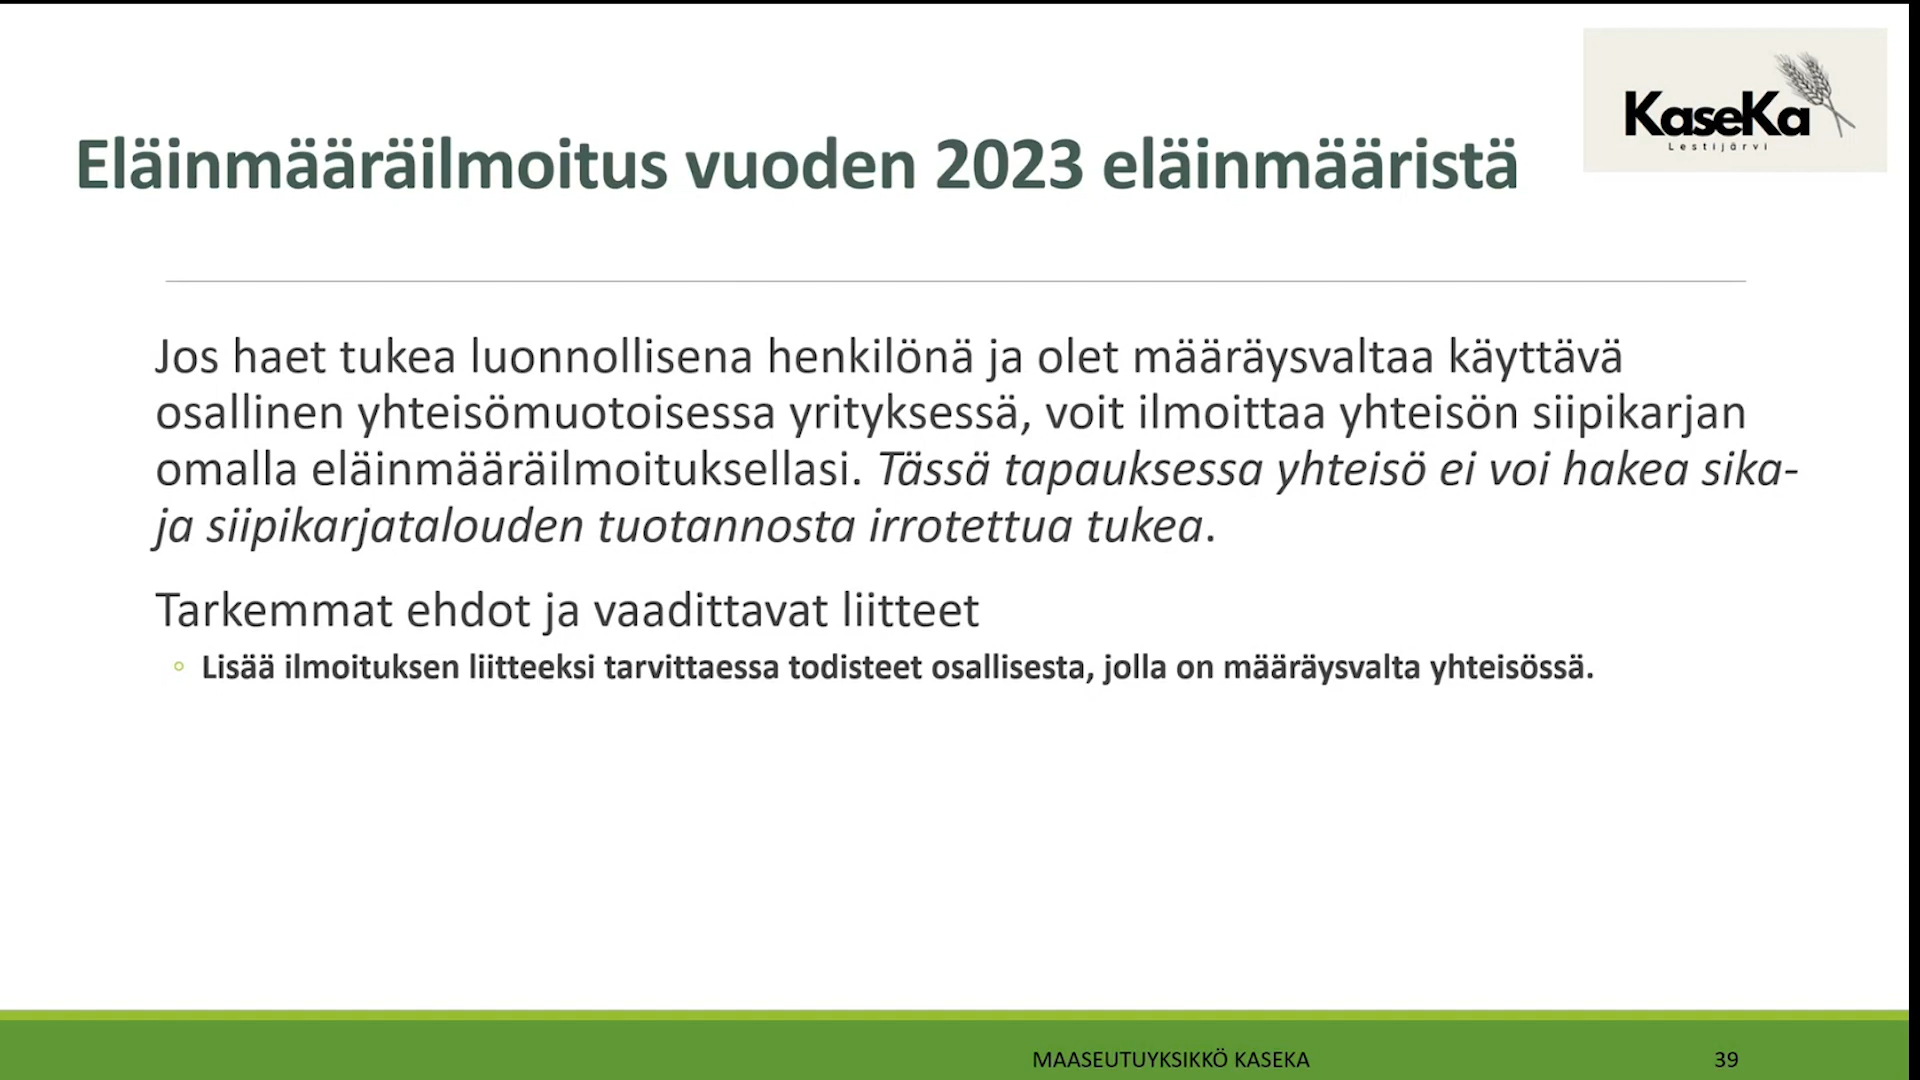 KaseKa
Lestijärvi
Eläinmääräilmoitus vuoden 2023 eläinmääristä
Jos haet tukea luonnollisena henkilönä ja olet määräysvaltaa käyttävä
osallinen yhteisömuotoisessa yrityksessä, voit ilmoittaa yhteisön siipikarjan
omalla eläinmääräilmoituksellasi. Tässä tapauksessa yhteisö ei voi hakea sika-
ja siipikarjatalouden tuotannosta irrotettua tukea.
Tarkemmat ehdot ja vaadittavat liitteet
◦ Lisää ilmoituksen liitteeksi tarvittaessa todisteet osallisesta, jolla on määräysvalta yhteisössä.
MAASEUTUYKSIKKÖ KASEKA
39